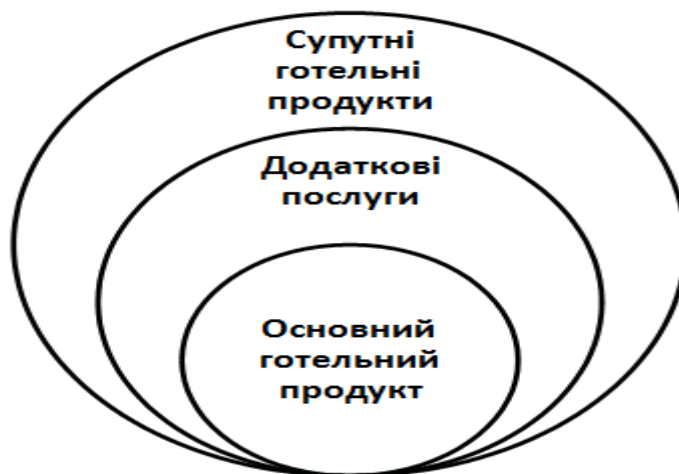 Супутні
готельні
продукти
Додаткові
послуги
Основний
готельний
продукт